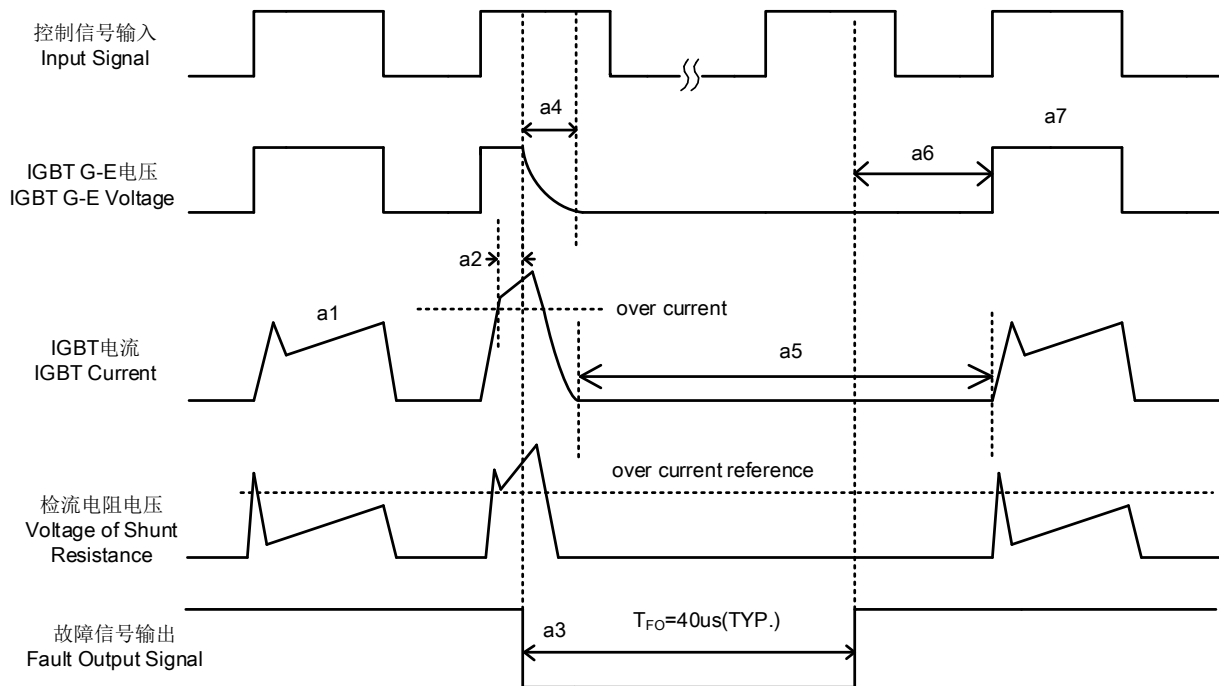 控制信号输入
Input Signal
a4
a7
IGBT G-E电压
IGBT G-E Voltage
a6
a2
a1
over current
IGBT电流
IGBT Current
a5
over current reference
检流电阻电压
Voltage of Shunt
Resistance
故障信号输出
Fault Output Signal
a3
TFO=40us(TYP.)